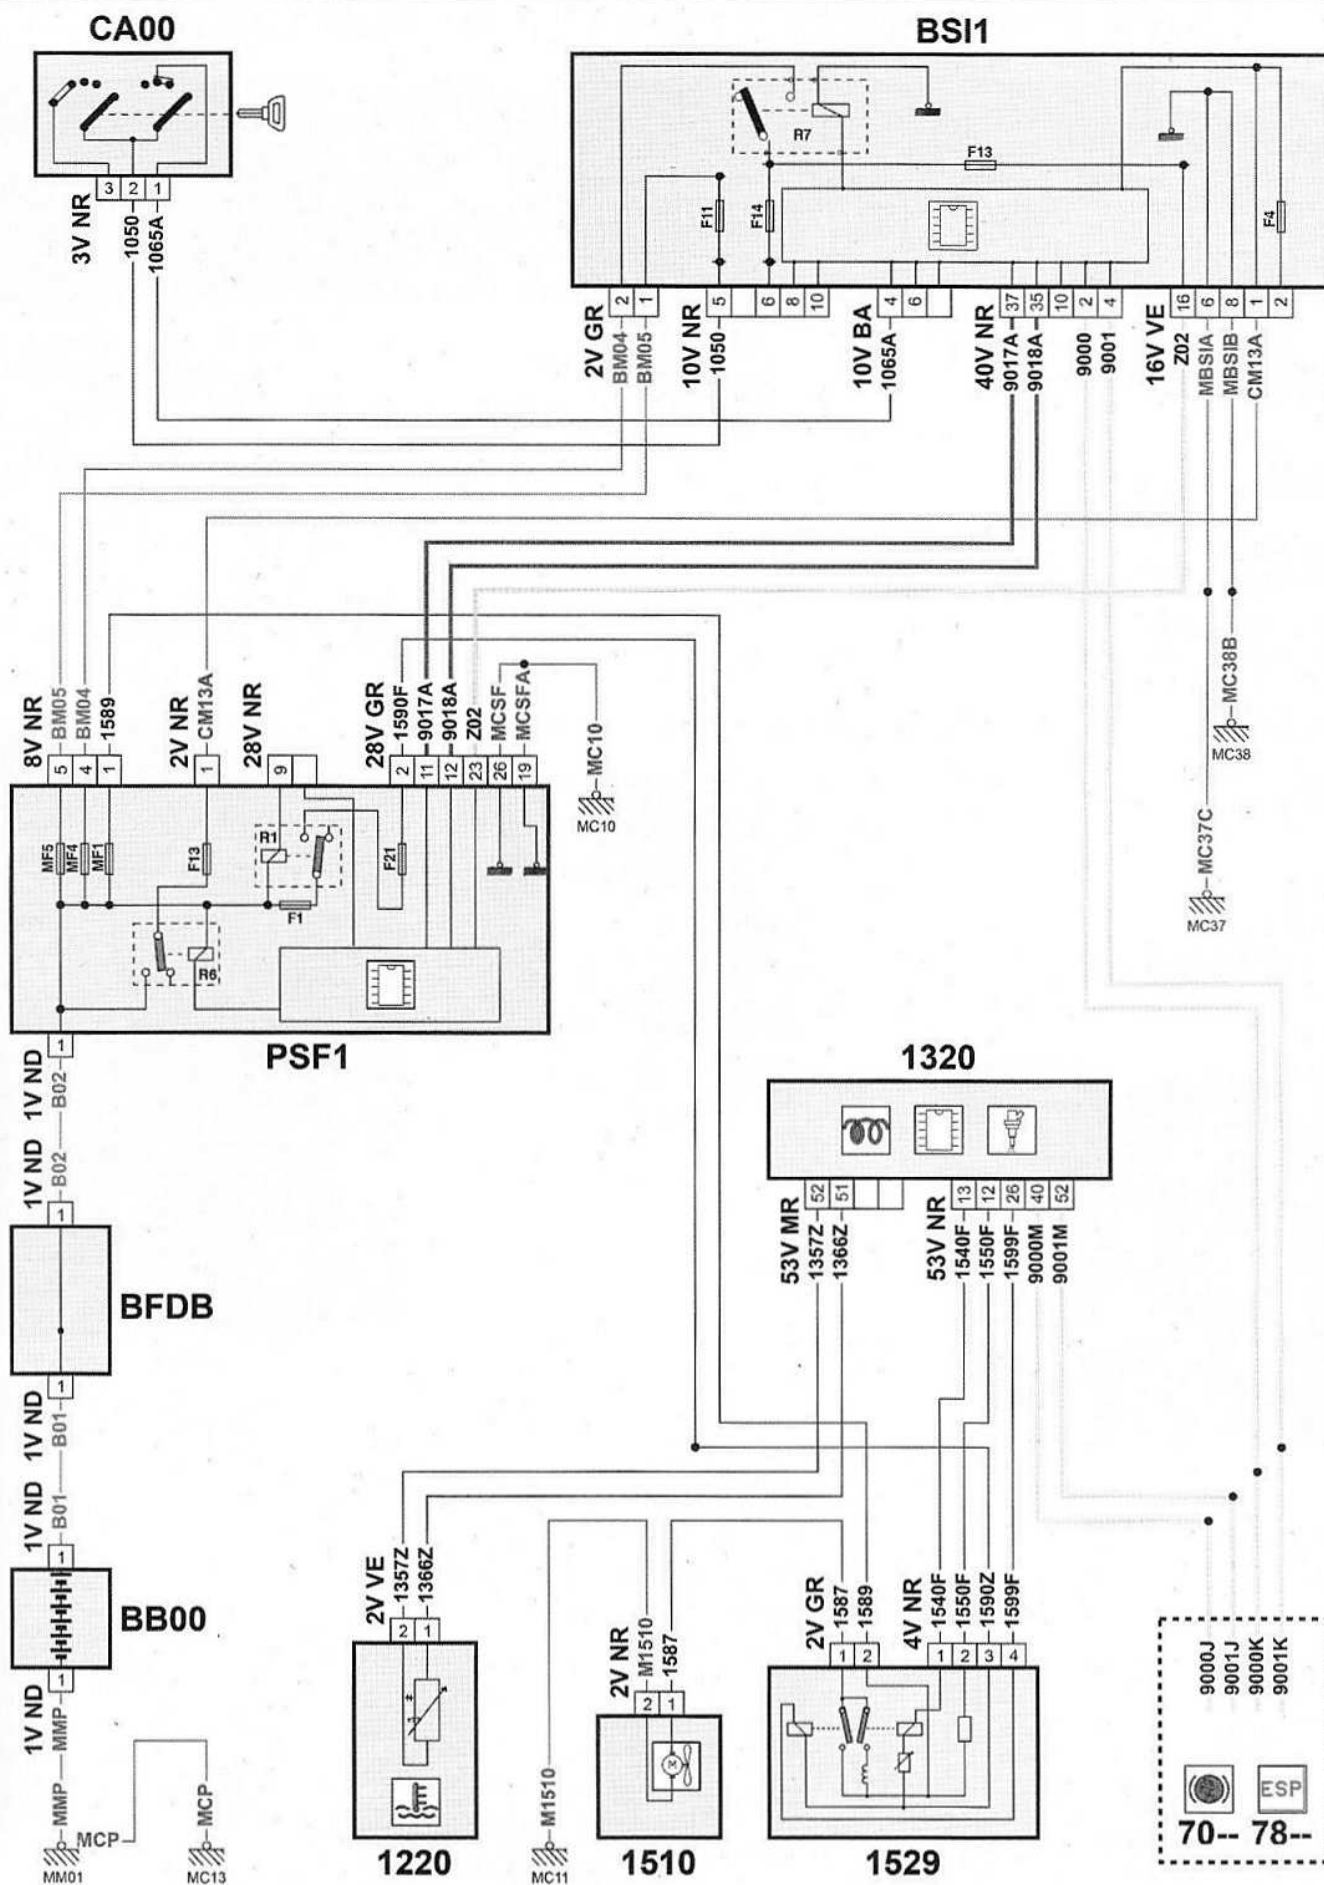 CA00
BSI1
R7
F13
F11
F14
F4
3 2 1
3V NR
1050
1065A
2 1
2V GR
BM04
BM05
5 6 8 10
10V NR
1050
4 6
10V BA
1065A
37 35 10 2 4
40V NR
9017A
9018A
9000
9001
16 6 8 1 2
16V VE
Z02
MBSIA
MBSIB
CM13A
8V NR
BM05
BM04
1589
2V NR
CM13A
28V NR
28V GR
1590F
9017A
9018A
Z02
MCSF
MCSFA
MC10
MC10
MC38B
MC38
MC37C
MC37
5 4 1
1
9
2 11 12 23 26 19
MF5
MF4
MF1
F13
R1
F21
F1
R6
PSF1
1
1V ND
B02
1V ND
B02
1
BFDB
1
1V ND
B01
1V ND
B01
1
BB00
1
1V ND
MMP
MMP
MCP
MCP
MM01
MC13
1320
52 51
53V MR
1357Z
1366Z
13 12 26 40 52
53V NR
1540F
1550F
1599F
9000M
9001M
2V VE
1357Z
1366Z
2 1
1220
M1510
MC11
2V NR
M1510
1587
2 1
M
1510
2V GR
1587
1589
1 2
4V NR
1540F
1550F
1590Z
1599F
1 2 3 4
1529
9000J
9001J
9000K
9001K
ESP
70-- 78--